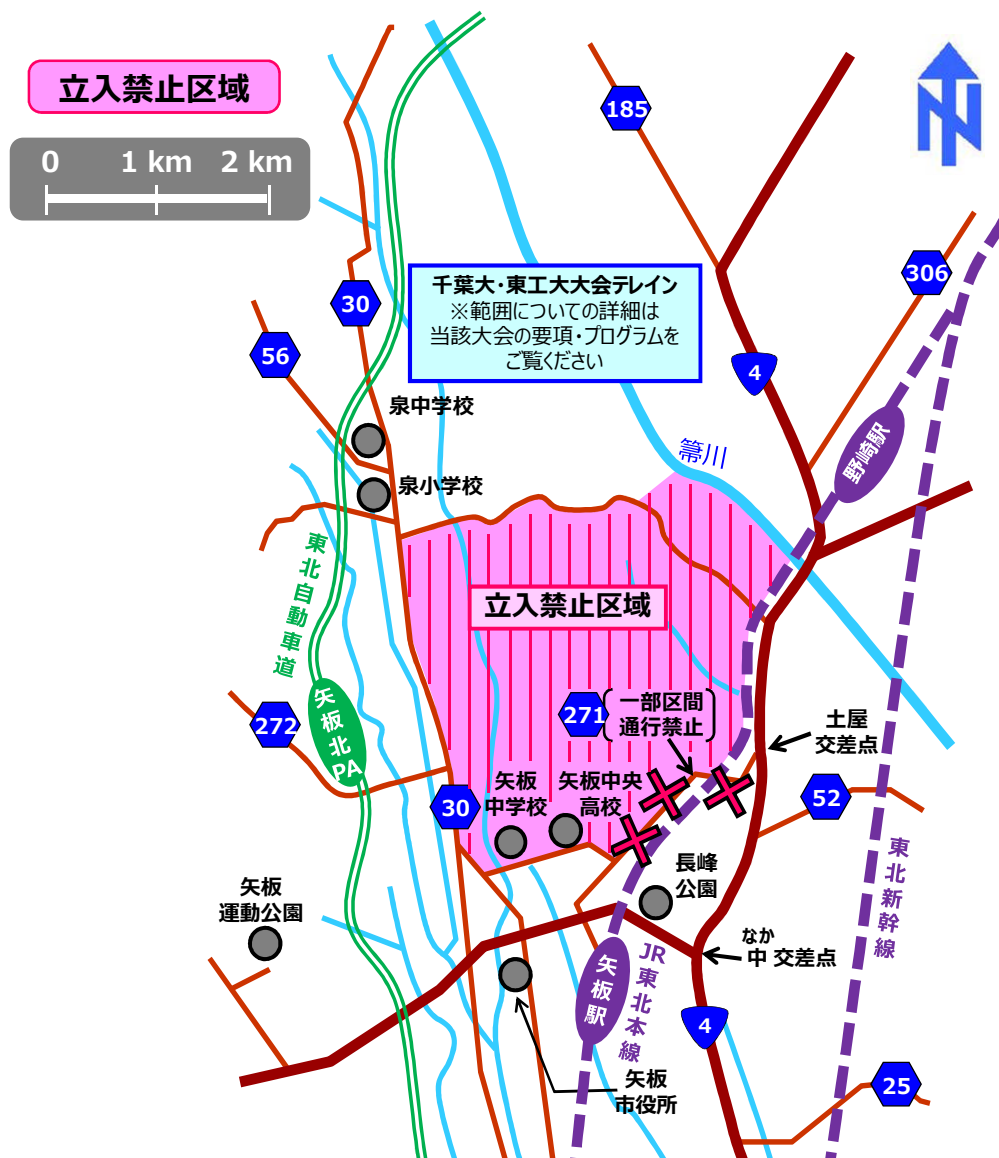 立入禁止区域
0 1 km 2 km
N
185
306
千葉大・東工大大会テレイン
※範囲についての詳細は
当該大会の要項・プログラムを
ご覧ください
30
56
4
泉中学校
野崎駅
箒川
泉小学校
東北自動車道
立入禁止区域
271
一部区間
通行禁止
272
矢板北PA
土屋
交差点
30
矢板
中学校
矢板中央
高校
52
東北新幹線
長峰
公園
矢板
運動公園
なか
中 交差点
矢板駅
JR東北本線
4
矢板
市役所
25